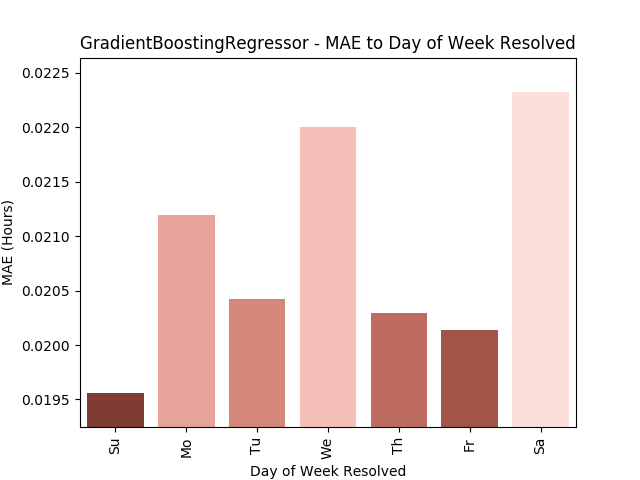 GradientBoostingRegressor - MAE to Day of Week Resolved
0.0225
0.0220
0.0215
0.0210
0.0205
0.0200
0.0195
MAE (Hours)
Su Mo Tu We Th Fr Sa
Day of Week Resolved